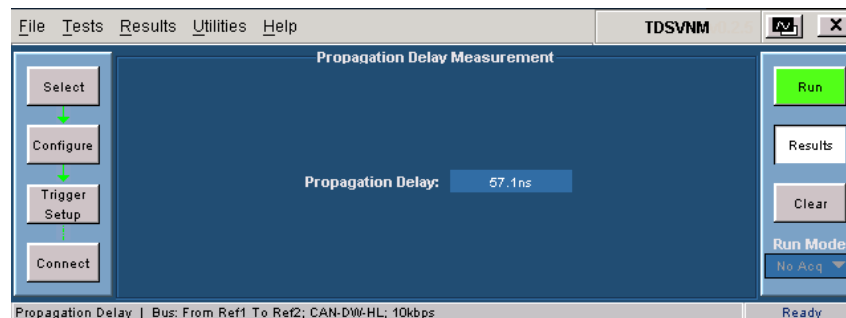 File Tests Results Utilities Help TDSVNM X
Propagation Delay Measurement
Select
Configure
Trigger
Setup
Connect
Propagation Delay: 57.1ns
Run
Results
Clear
Run Mode
No Acq
Propagation Delay | Bus: From Ref1 To Ref2; CAN-DW-HL; 10kbps Ready